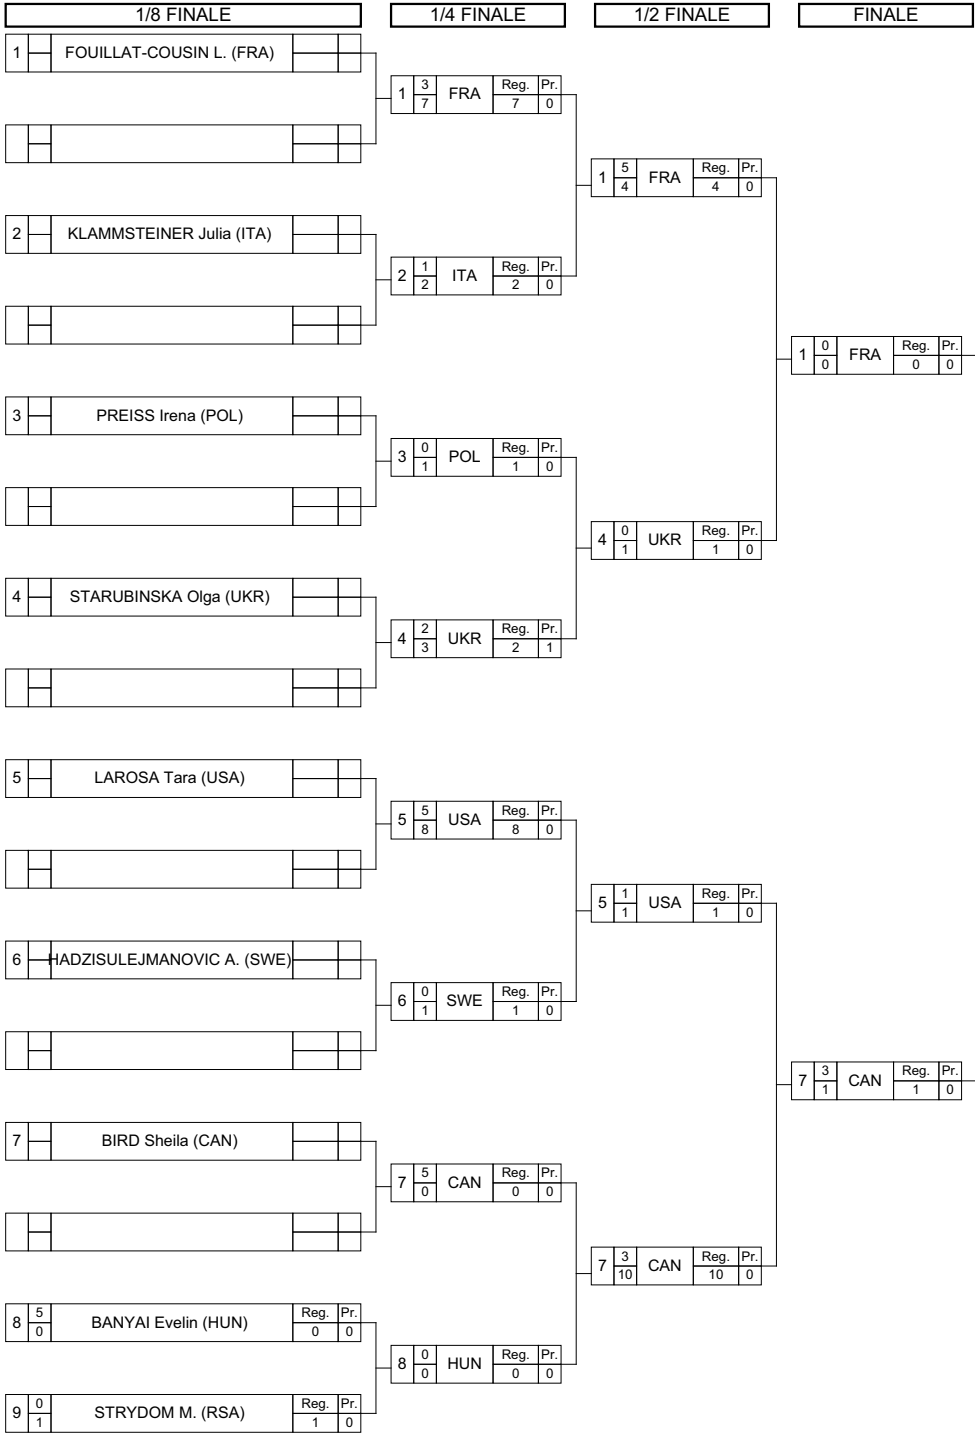 1/8 FINALE
1/4 FINALE
1/2 FINALE
FINALE
1 FOUILLAT-COUSIN L. (FRA)
1 3 7 FRA Reg. 7 Pr. 0
1 5 4 FRA Reg. 4 Pr. 0
2 KLAMMSTEINER Julia (ITA)
2 1 2 ITA Reg. 2 Pr. 0
1 0 0 FRA Reg. 0 Pr. 0
3 PREISS Irena (POL)
3 0 1 POL Reg. 1 Pr. 0
4 0 1 UKR Reg. 1 Pr. 0
4 STARUBINSKA Olga (UKR)
4 2 3 UKR Reg. 2 Pr. 1
5 LAROSA Tara (USA)
5 5 8 USA Reg. 8 Pr. 0
5 1 1 USA Reg. 1 Pr. 0
6 HADZISULEJMANOVIC A. (SWE)
6 0 1 SWE Reg. 1 Pr. 0
7 3 1 CAN Reg. 1 Pr. 0
7 BIRD Sheila (CAN)
7 5 0 CAN Reg. 0 Pr. 0
7 3 10 CAN Reg. 10 Pr. 0
8 5 0 BANYAI Evelin (HUN) Reg. 0 Pr. 0
8 0 0 HUN Reg. 0 Pr. 0
9 0 1 STRYDOM M. (RSA) Reg. 1 Pr. 0